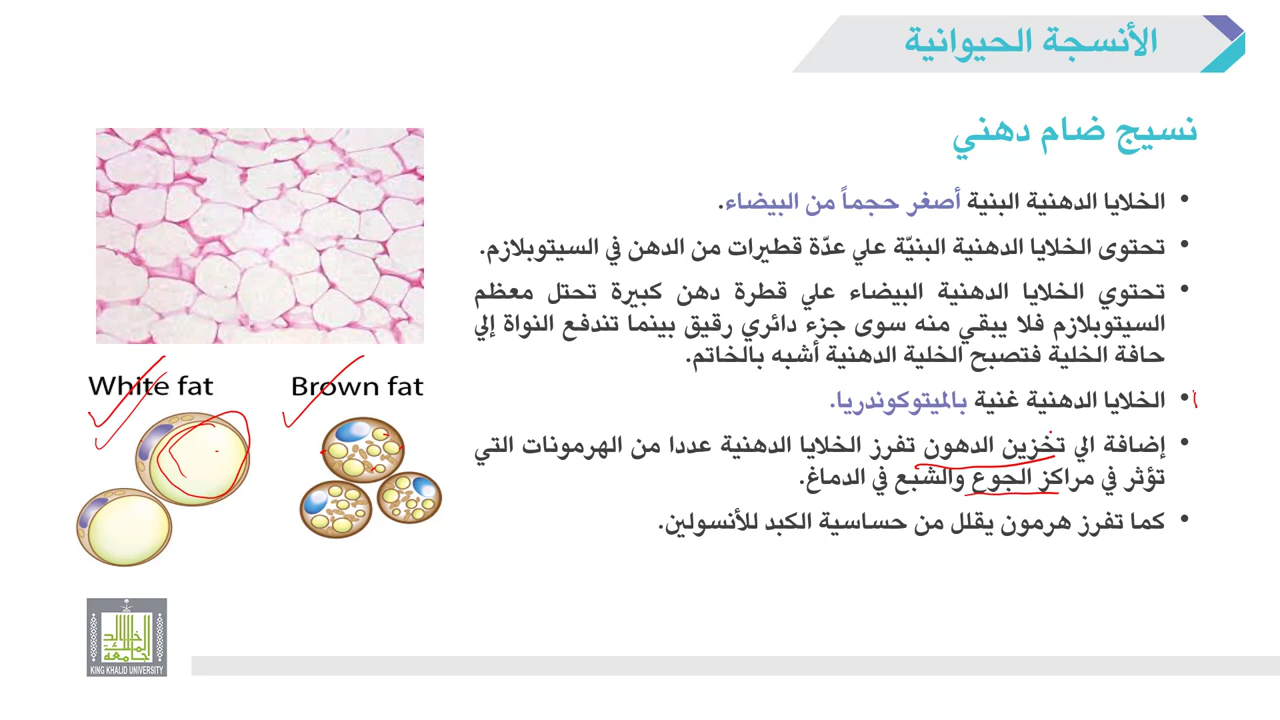 الأنسجة الحيوانية
نسيج ضام دهني
• الخلايا الدهنية البنية أصغر حجماً من البيضاء.
• تحتوى الخلايا الدهنية البنيّة علي عدّة قطيرات من الدهن في السيتوبلازم.
• تحتوي الخلايا الدهنية البيضاء علي قطرة دهن كبيرة تحتل معظم
السيتوبلازم فلا يبقي منه سوى جزء دائري رقيق بينما تندفع النواة إلي
حافة الخلية فتصبح الخلية الدهنية أشبه بالخاتم.
• الخلايا الدهنية غنية بالميتوكوندريا.
• إضافة الي تخزين الدهون تفرز الخلايا الدهنية عددا من الهرمونات التي
تؤثر في مراكز الجوع والشبع في الدماغ.
• كما تفرز هرمون يقلل من حساسية الكبد للأنسولين.
White fat
Brown fat
جامعة الملك خالد
KING KHALID UNIVERSITY